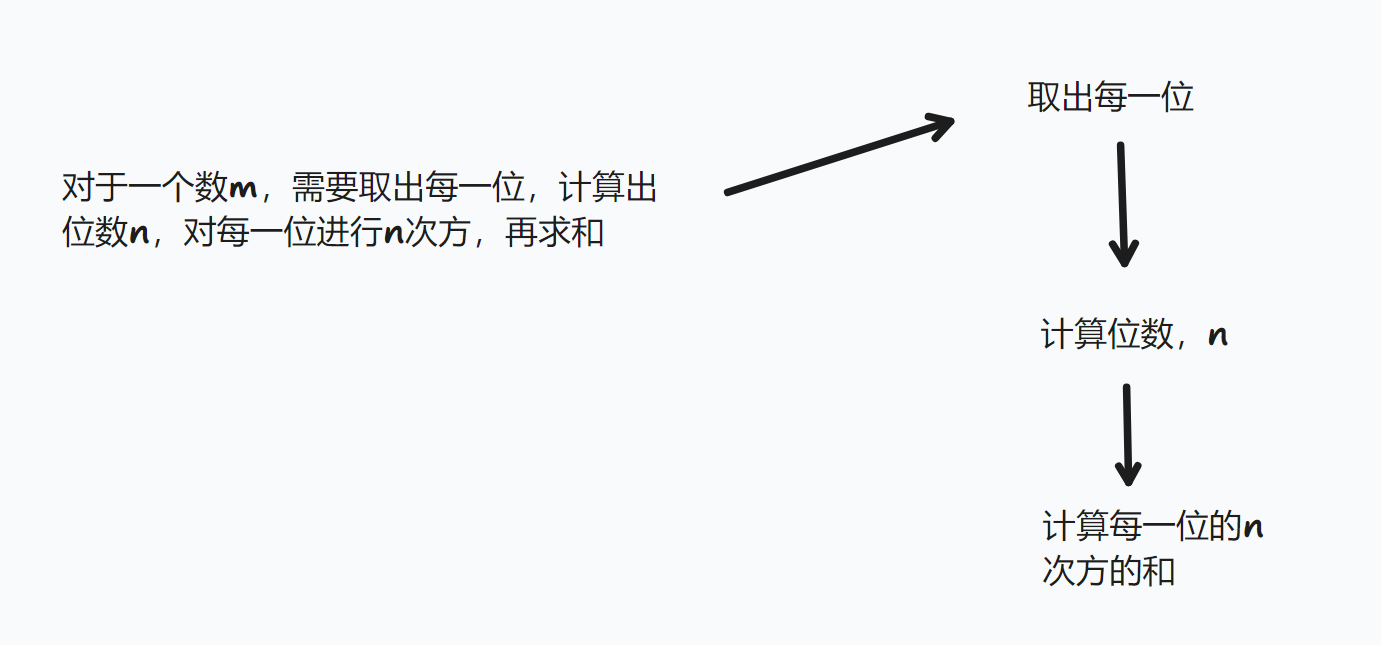 对于一个数m，需要取出每一位，计算出
位数n，对每一位进行n次方，再求和
取出每一位
计算位数，n
计算每一位的n
次方的和